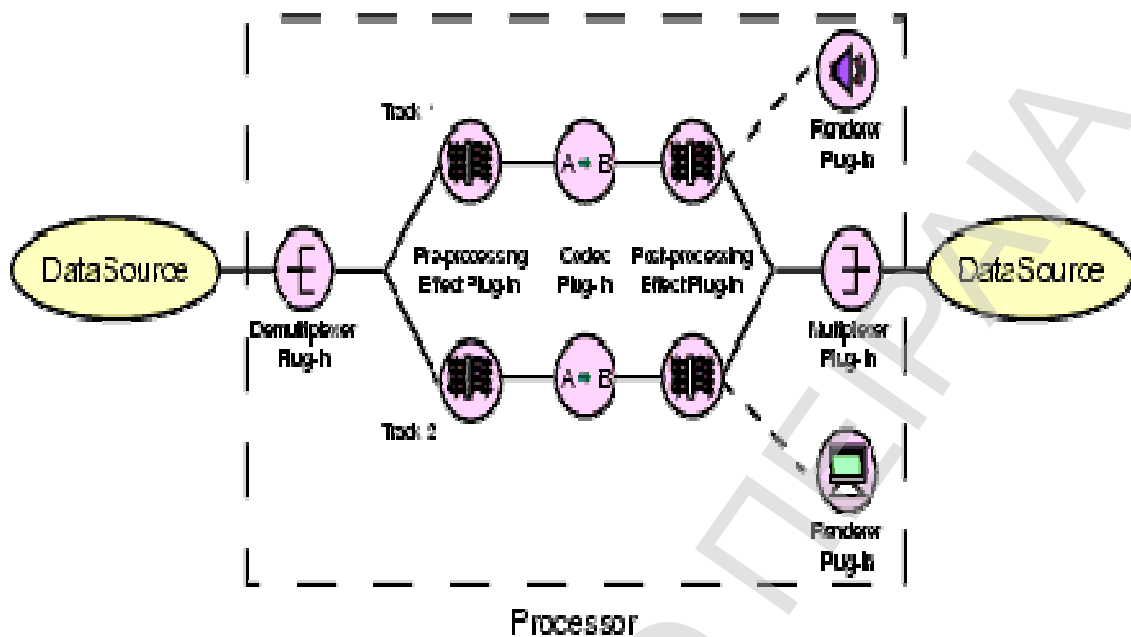 Track 1
Renderer
Plug-In
DataSource
Demultiplexer
Plug-In
Pre-processing
Effect Plug-In
Codec
Plug-In
Post-processing
Effect Plug-In
Multiplexer
Plug-In
DataSource
A B
A B
Track 2
Renderer
Plug-In
Processor
ΠΕΙΡΑΙΑ